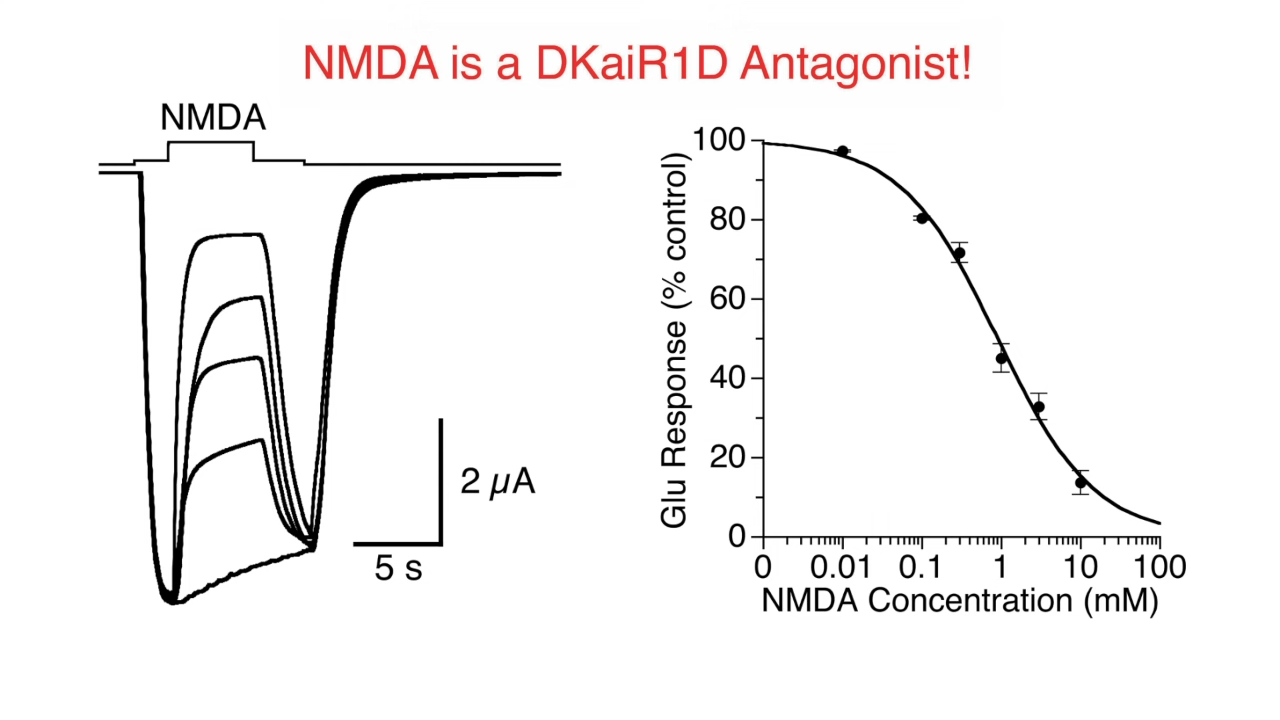 NMDA is a DKaiR1D Antagonist!
NMDA
2 µA
5 s
Glu Response (% control)
100
80
60
40
20
0
0 0.01 0.1 1 10 100
NMDA Concentration (mM)